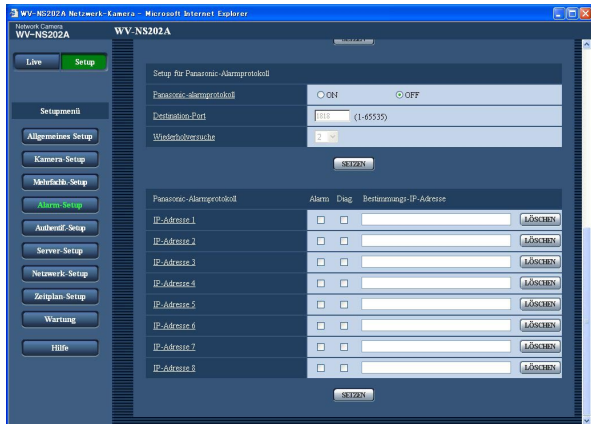 WV-NS202A Netzwerk-Kamera - Microsoft Internet Explorer
Network Camera
WV-NS202A
WV-NS202A
Live
Setup
Setupmenü
Allgemeines Setup
Kamera-Setup
Mehrfachb.-Setup
Alarm-Setup
Authentif.-Setup
Server-Setup
Netzwerk-Setup
Zeitplan-Setup
Wartung
Hilfe
SETZEN
Setup für Panasonic-Alarmprotokoll
Panasonic-alarmprotokoll ON OFF
Destination-Port 1818 (1-65535)
Wiederholversuche 2
SETZEN
Panasonic-Alarmprotokoll Alarm Diag. Bestimmungs-IP-Adresse
IP-Adresse 1 LÖSCHEN
IP-Adresse 2 LÖSCHEN
IP-Adresse 3 LÖSCHEN
IP-Adresse 4 LÖSCHEN
IP-Adresse 5 LÖSCHEN
IP-Adresse 6 LÖSCHEN
IP-Adresse 7 LÖSCHEN
IP-Adresse 8 LÖSCHEN
SETZEN